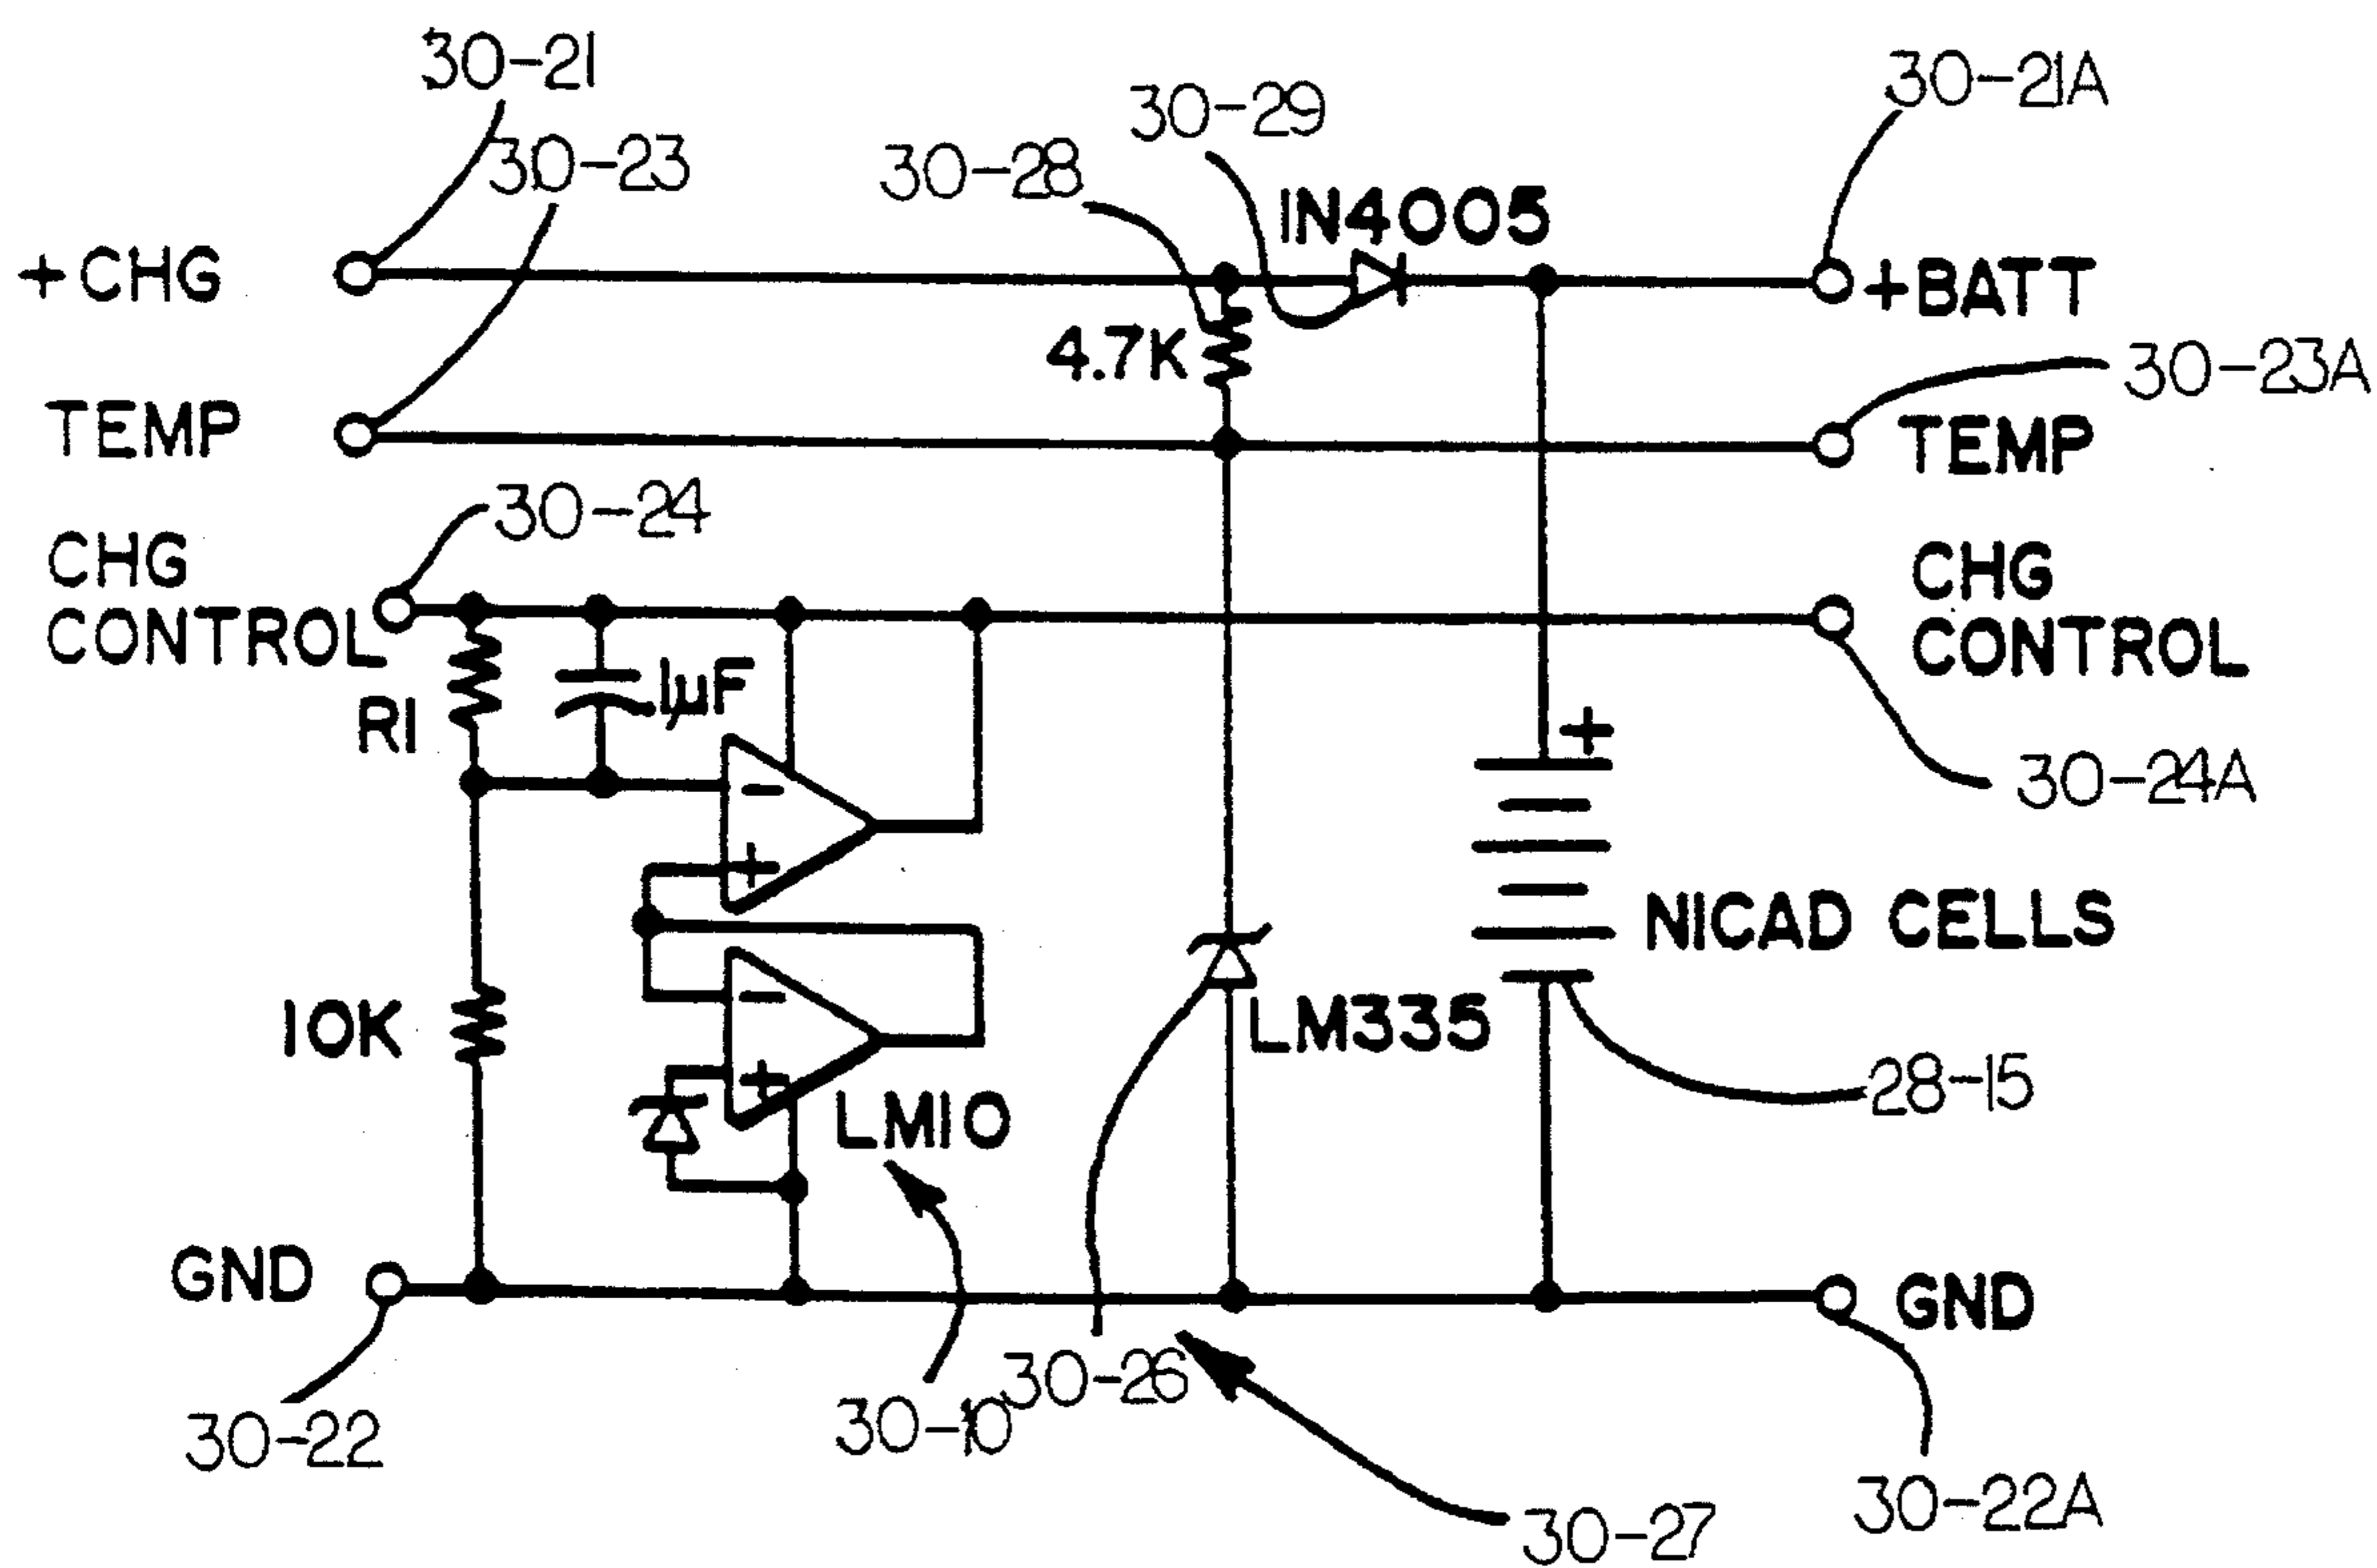 30-21
30-23
30-28
30-29
30-21A
IN4005
+CHG
+BATT
4.7K
30-23A
TEMP
TEMP
30-24
CHG
CONTROL
CHG
CONTROL
R1
1µF
+
30-24A
-
+
NICAD CELLS
-
+
10K
LM335
28-15
LM10
GND
GND
30-22
30-10
30-26
30-27
30-22A